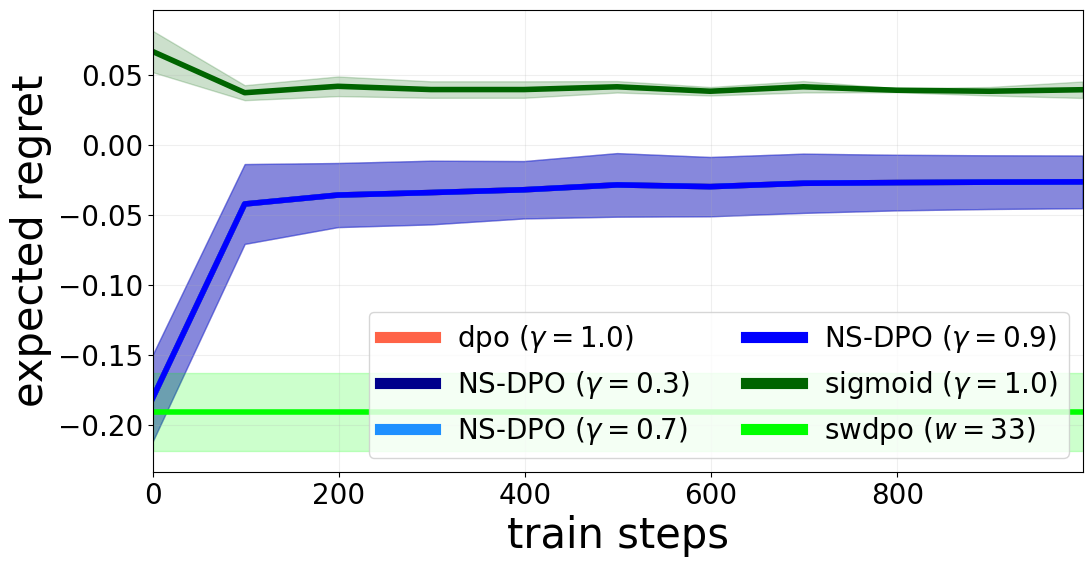 expected regret
0.05
0.00
−0.05
−0.10
−0.15
−0.20
dpo (γ = 1.0)
NS-DPO (γ = 0.3)
NS-DPO (γ = 0.7)
NS-DPO (γ = 0.9)
sigmoid (γ = 1.0)
swdpo (w = 33)
0 200 400 600 800
train steps